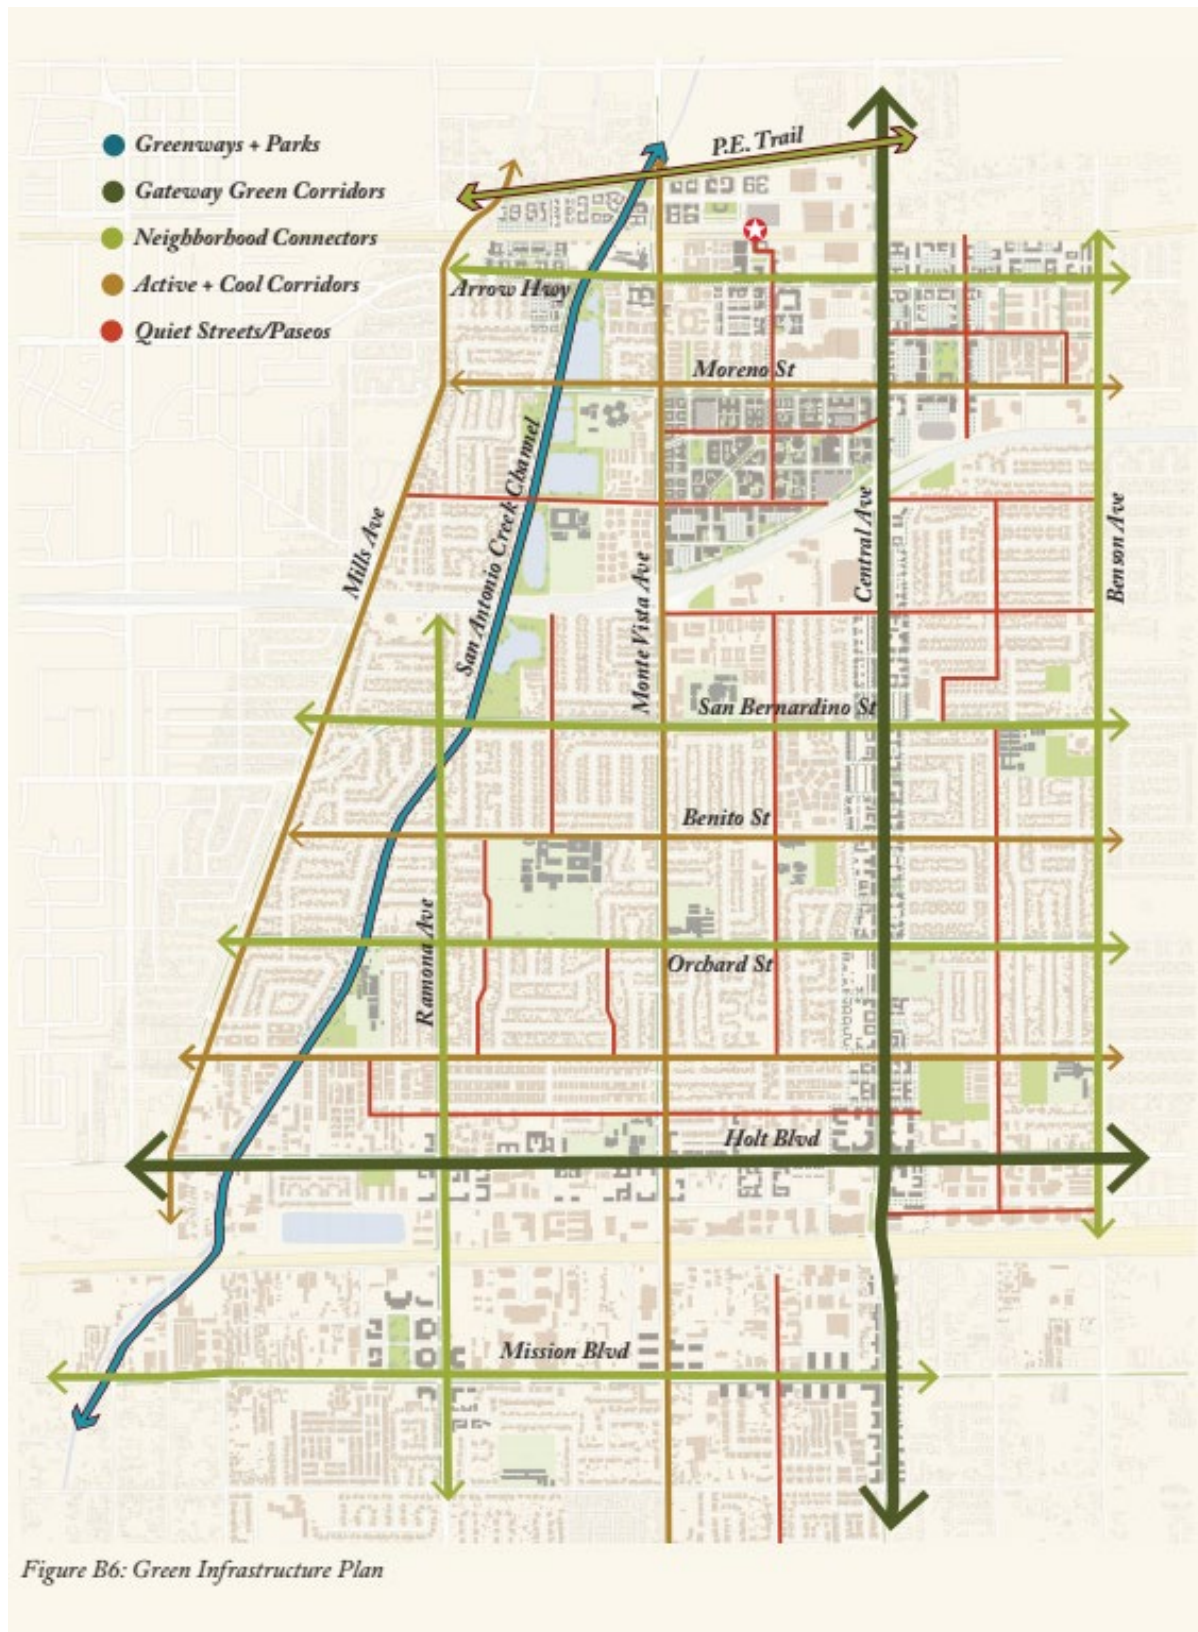 P.E. Trail
Greenways + Parks
Gateway Green Corridors
Neighborhood Connectors
Active + Cool Corridors
Quiet Streets/Paseos
Arrow Hwy
Moreno St
Mills Ave
San Antonio Creek Channel
Monte Vista Ave
Central Ave
Benson Ave
San Bernardino St
Benito St
Ramona Ave
Orchard St
Holt Blvd
Mission Blvd
Figure B6: Green Infrastructure Plan